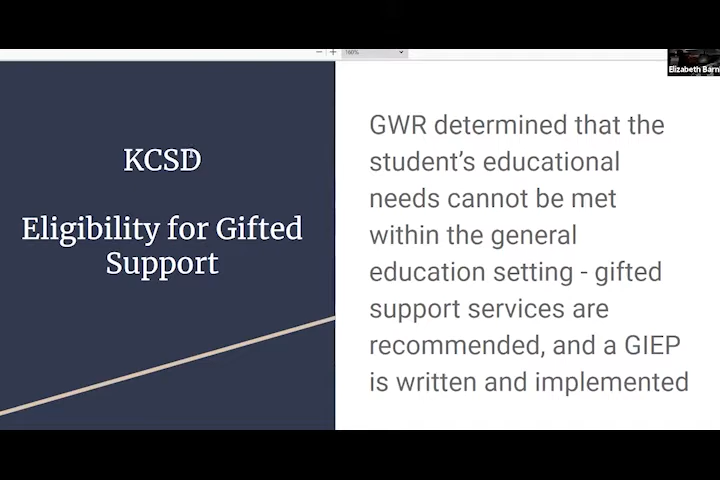 160%
Elizabeth Barn
KCSD
Eligibility for Gifted
Support
GWR determined that the
student's educational
needs cannot be met
within the general
education setting - gifted
support services are
recommended, and a GIEP
is written and implemented